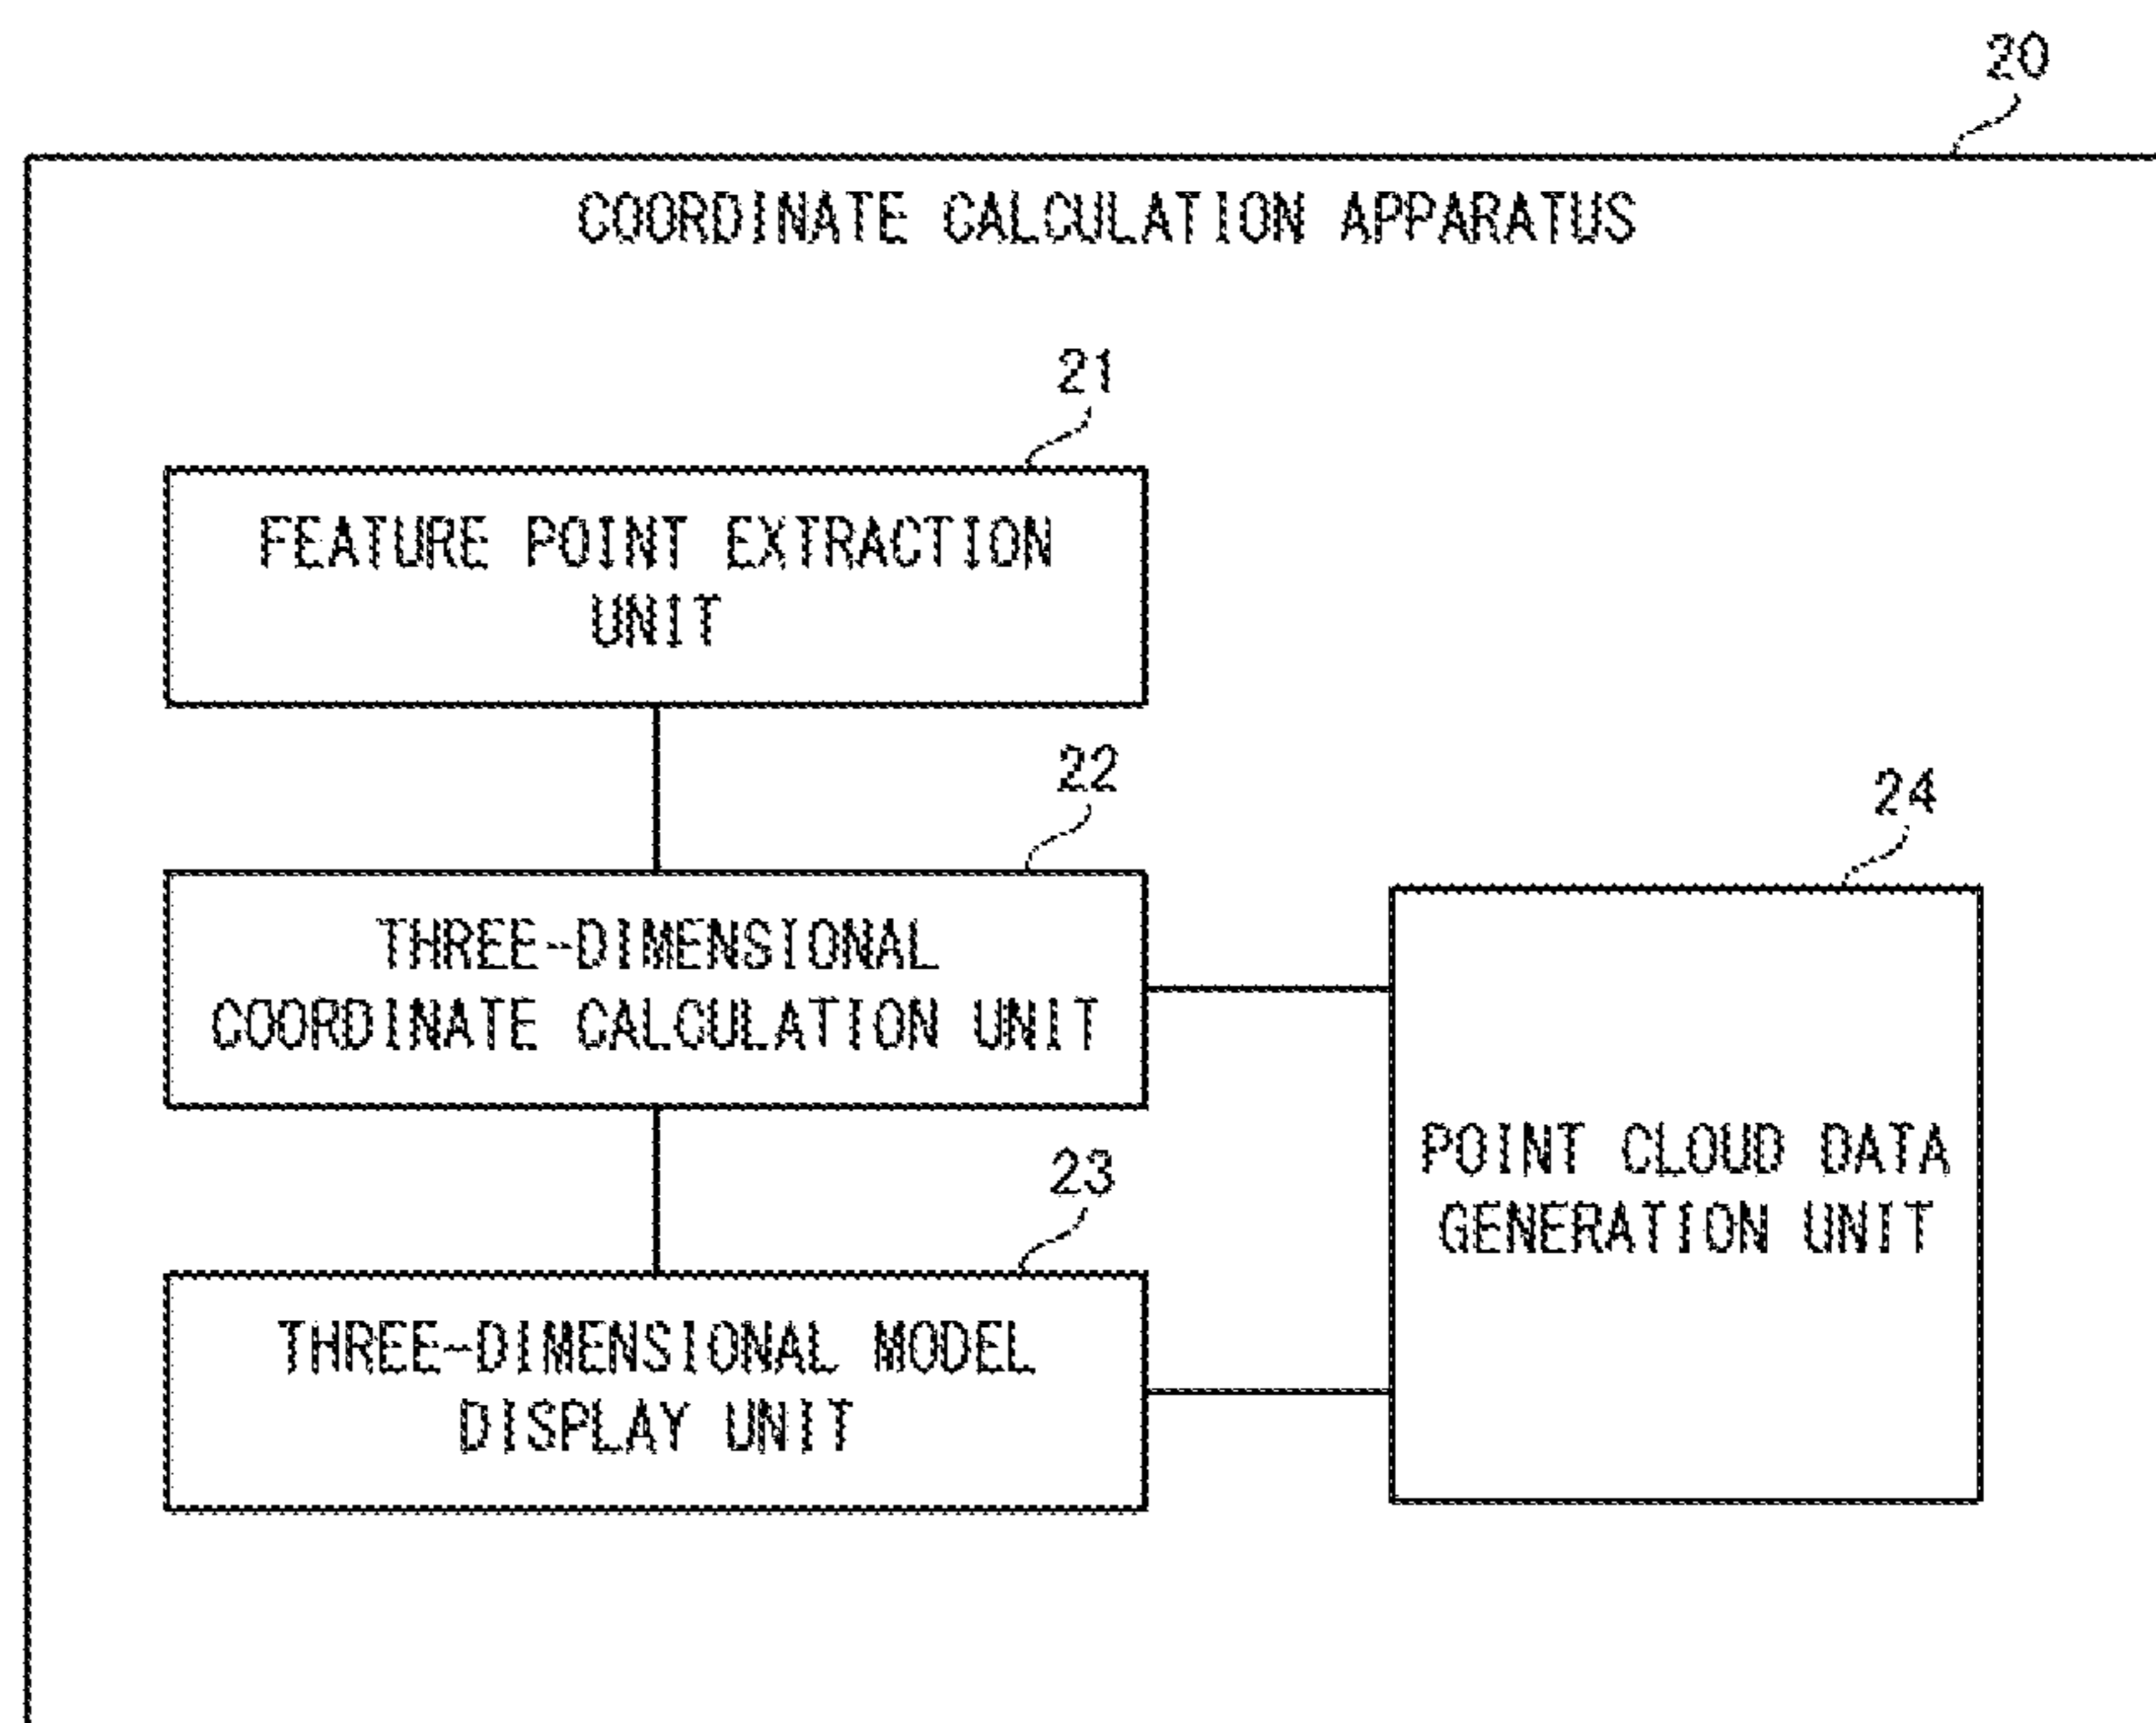 20
COORDINATE CALCULATION APPARATUS
21
FEATURE POINT EXTRACTION
UNIT
22
THREE-DIMENSIONAL
COORDINATE CALCULATION UNIT
24
POINT CLOUD DATA
GENERATION UNIT
23
THREE-DIMENSIONAL MODEL
DISPLAY UNIT